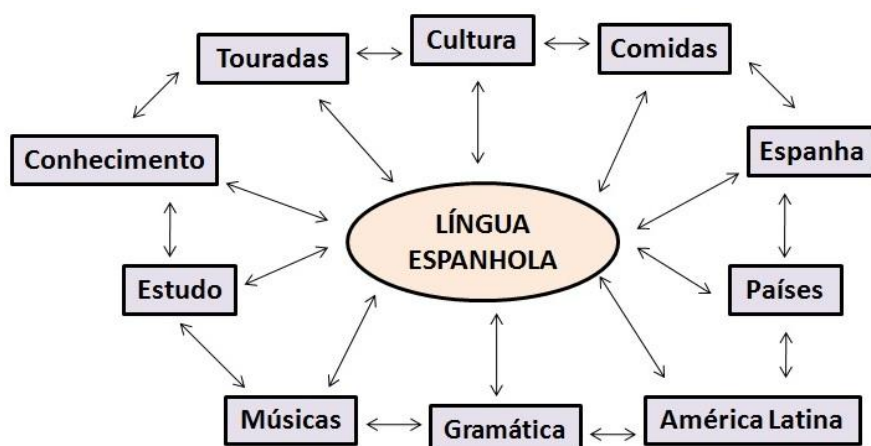 Cultura
Touradas
Comidas
Conhecimento
Espanha
LÍNGUA
ESPANHOLA
Estudo
Países
Músicas
Gramática
América Latina